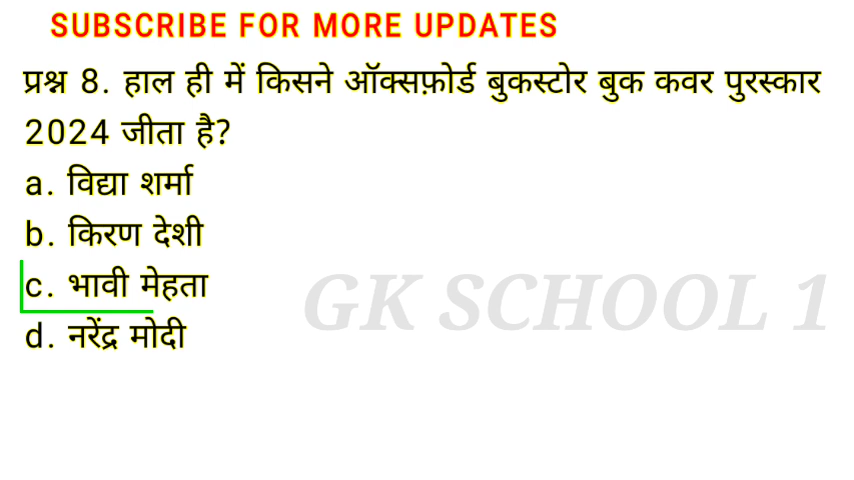 SUBSCRIBE FOR MORE UPDATES
प्रश्न 8. हाल ही में किसने ऑक्सफ़ोर्ड बुकस्टोर बुक कवर पुरस्कार
2024 जीता है?
a. विद्या शर्मा
b. किरण देशी
c. भावी मेहता
GK SCHOOL 1
d. नरेंद्र मोदी